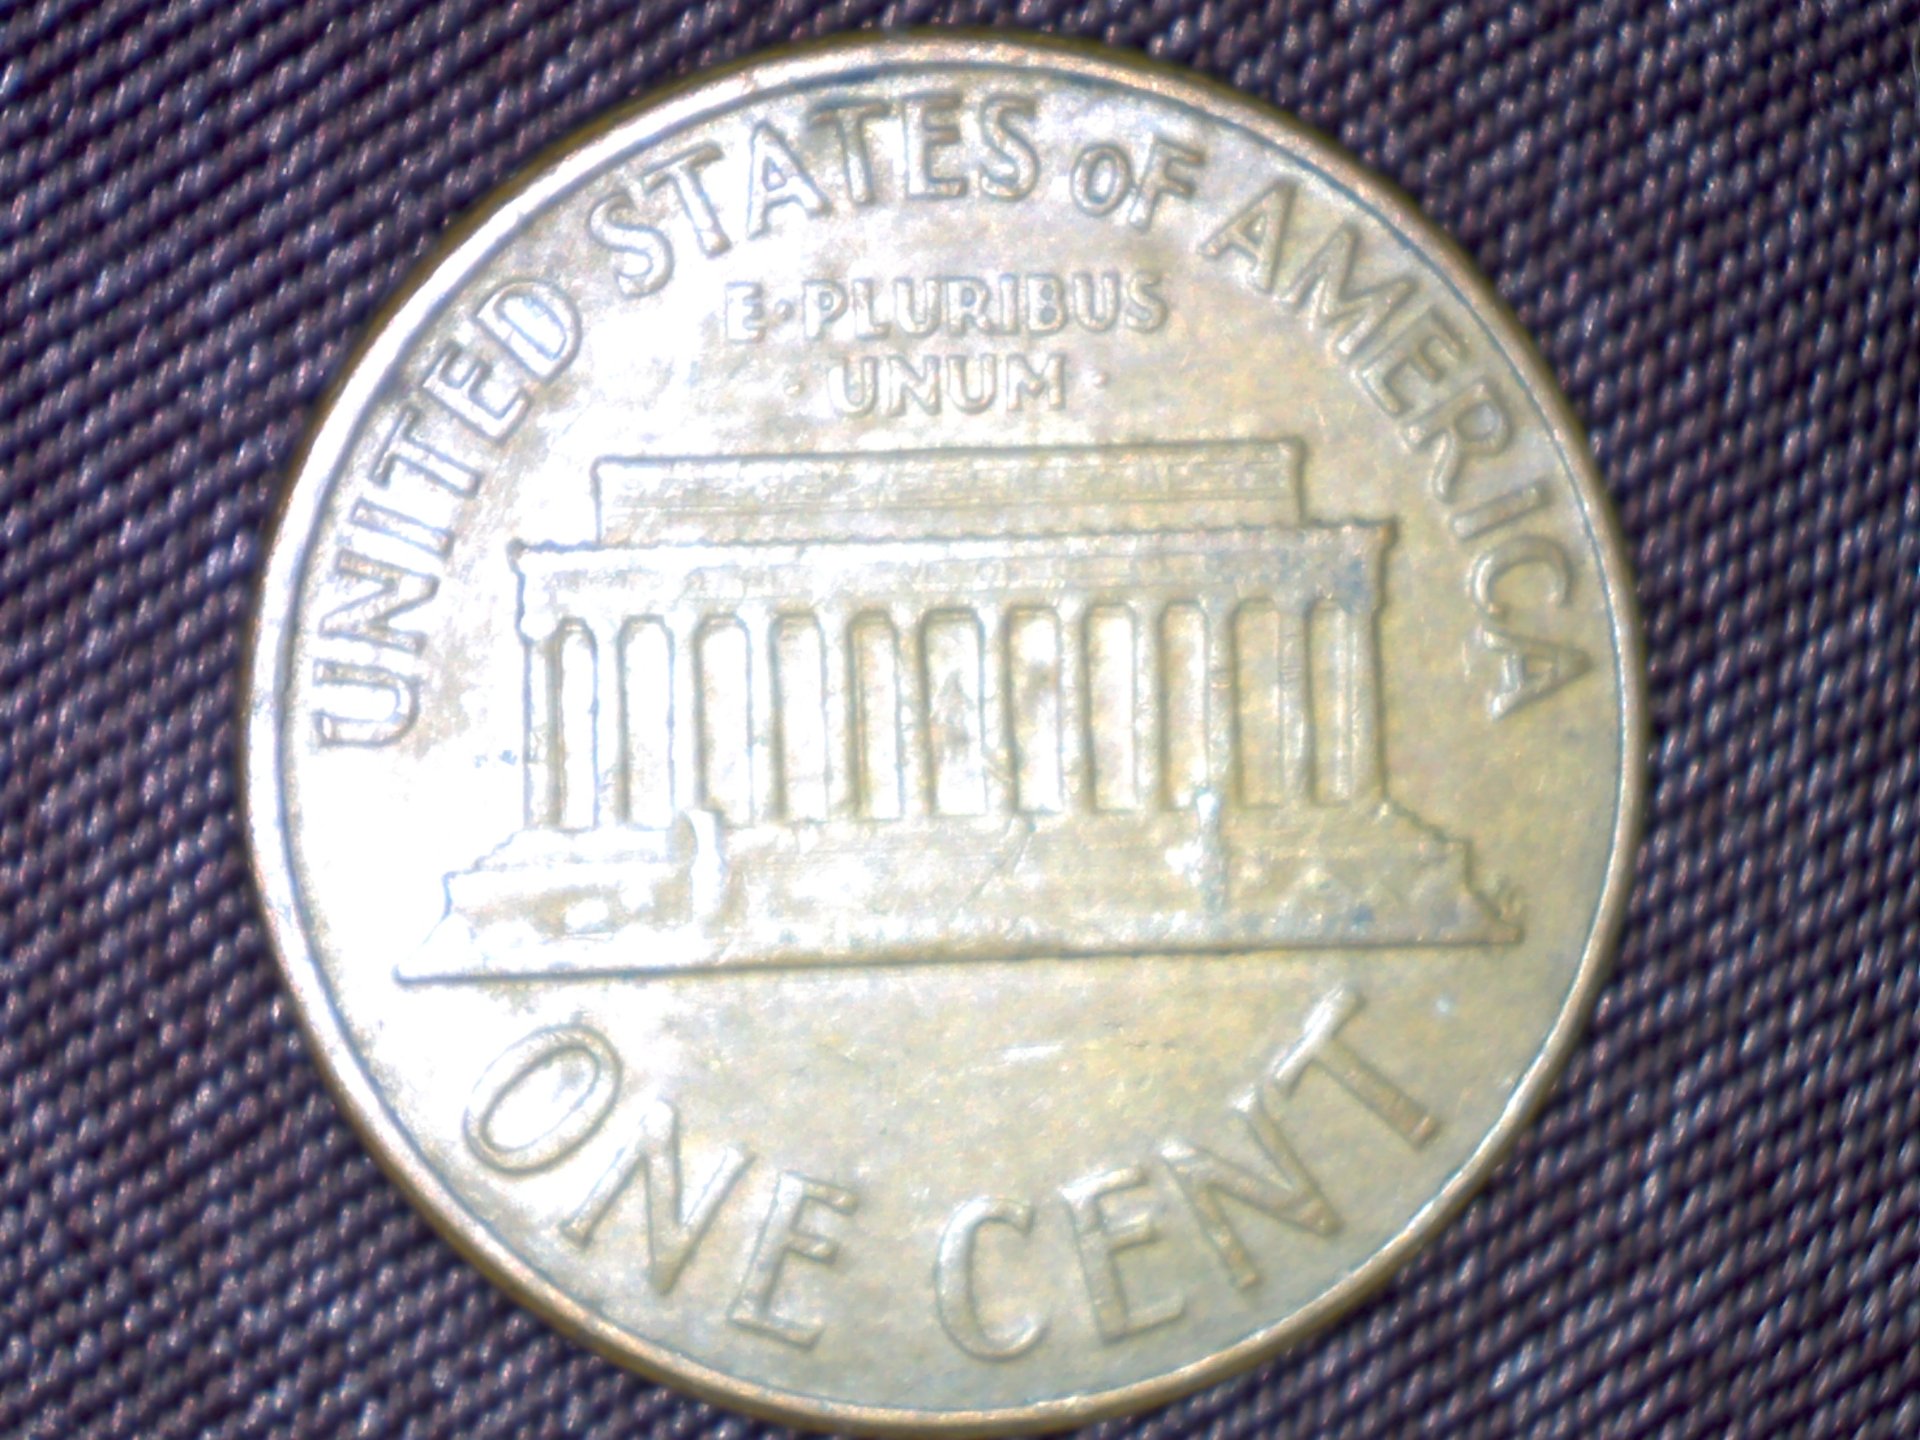 UNITED STATES OF AMERICA
E·PLURIBUS
· UNUM ·
ONE CENT